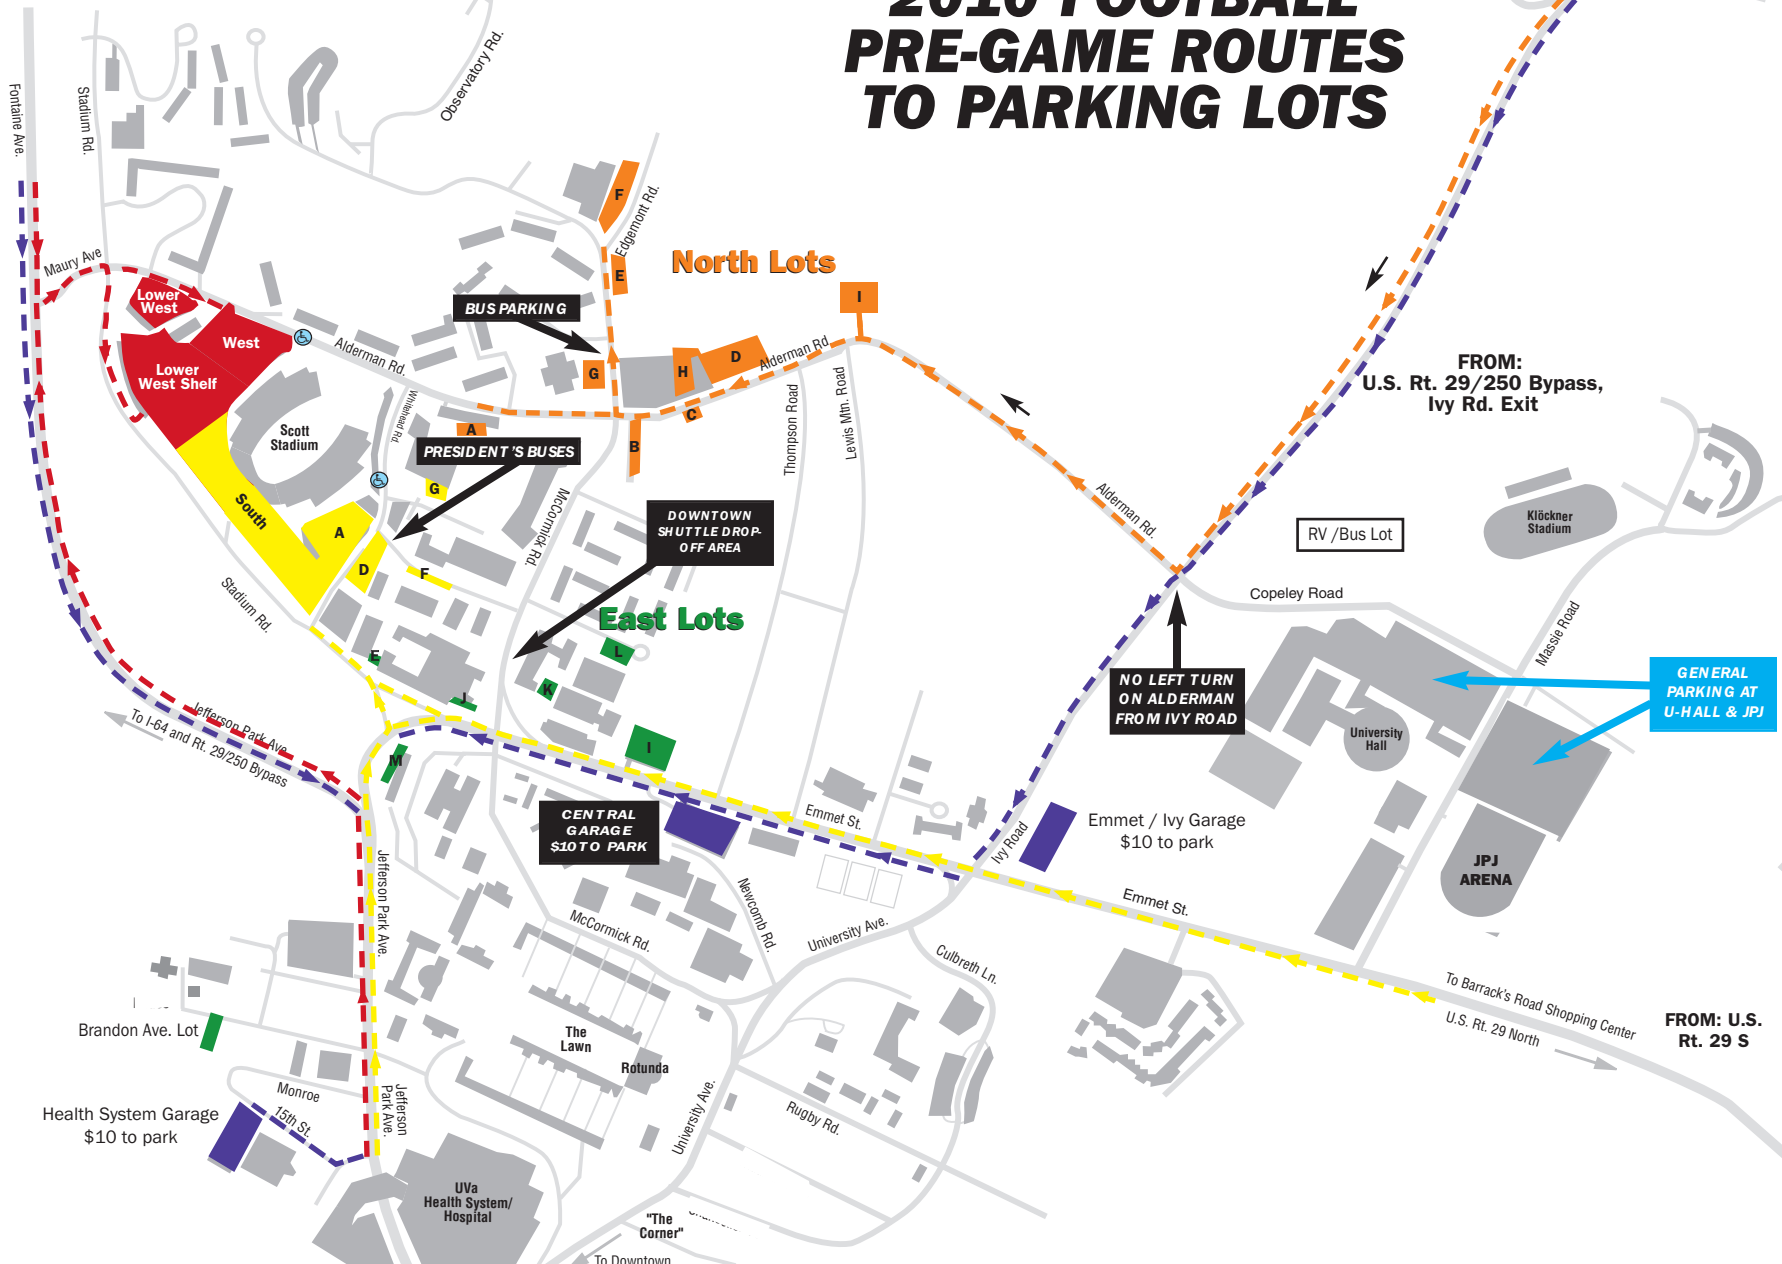 2010 FOOTBALL
PRE-GAME ROUTES
TO PARKING LOTS
Fontaine Ave.
Stadium Rd.
Observatory Rd.
Maury Ave
F
Edgemont Rd.
E
North Lots
I
BUS PARKING
Lower
West
West
Lower
West Shelf
Alderman Rd.
G
H
D
Alderman Rd
C
A
B
Whitehead Rd.
PRESIDENT'S BUSES
Scott
Stadium
Thompson Road
Lewis Mtn. Road
FROM:
U.S. Rt. 29/250 Bypass,
Ivy Rd. Exit
G
South
A
D
F
McCormick Rd.
DOWNTOWN
SHUTTLE DROP-
OFF AREA
Alderman Rd.
RV /Bus Lot
Klöckner
Stadium
Copeley Road
Massie Road
Stadium Rd.
East Lots
L
E
K
J
I
M
NO LEFT TURN
ON ALDERMAN
FROM IVY ROAD
GENERAL
PARKING AT
U-HALL & JPJ
University
Hall
Jefferson Park Ave.
To I-64 and Rt. 29/250 Bypass
CENTRAL
GARAGE
$10 TO PARK
Emmet St.
Ivy Road
Emmet / Ivy Garage
$10 to park
JPJ
ARENA
Jefferson Park Ave.
Newcomb Rd.
McCormick Rd.
University Ave.
Emmet St.
Culbreth Ln.
To Barrack's Road Shopping Center
U.S. Rt. 29 North
FROM: U.S.
Rt. 29 S
Brandon Ave. Lot
The
Lawn
Rotunda
Monroe
15th St.
Jefferson
Park Ave.
Health System Garage
$10 to park
University Ave.
Rugby Rd.
UVa
Health System/
Hospital
"The
Corner"
To Downtown